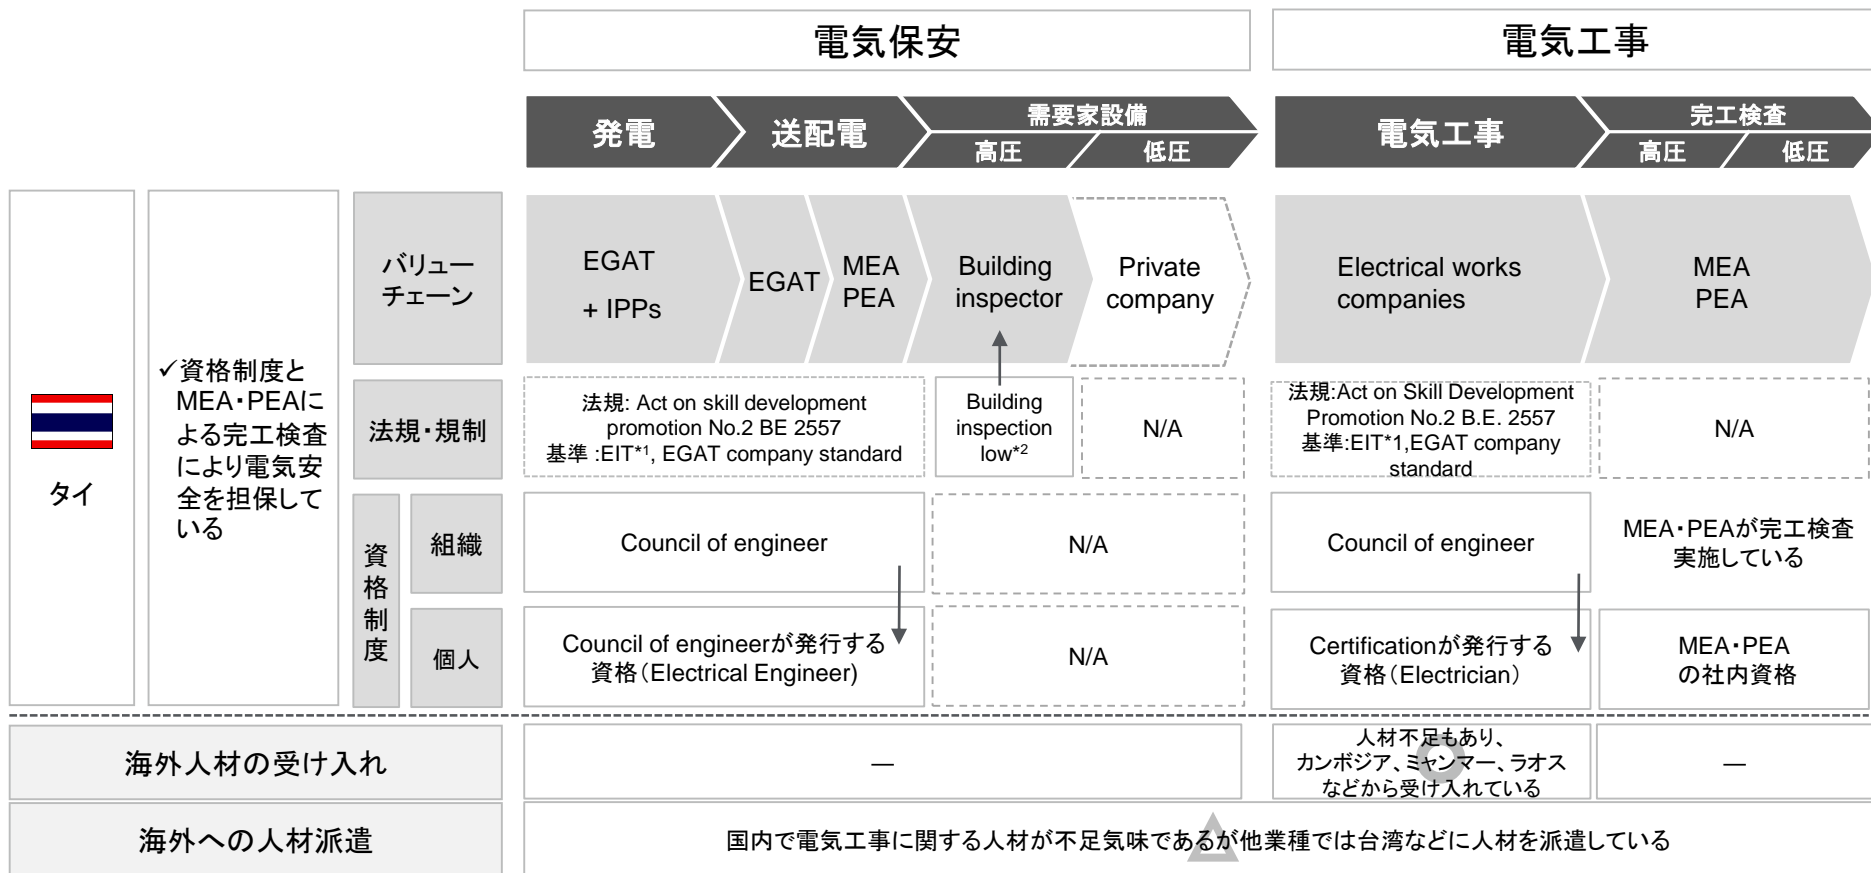 電気保安
電気工事
発電
送配電
需要家設備
高圧
低圧
電気工事
完工検査
高圧
低圧
タイ
✓資格制度と
MEA・PEAに
よる完工検査
により電気安
全を担保して
いる
バリュー
チェーン
EGAT
+ IPPs
EGAT
MEA
PEA
Building
inspector
Private
company
Electrical works
companies
MEA
PEA
法規・規制
法規: Act on skill development
promotion No.2 BE 2557
基準 :EIT*1, EGAT company standard
Building
inspection
low*2
N/A
法規:Act on Skill Development
Promotion No.2 B.E. 2557
基準:EIT*1,EGAT company
standard
N/A
資格制度
組織
Council of engineer
N/A
Council of engineer
MEA・PEAが完工検査
実施している
個人
Council of engineerが発行する
資格（Electrical Engineer)
N/A
Certificationが発行する
資格（Electrician）
MEA・PEA
の社内資格
海外人材の受け入れ
—
人材不足もあり、
カンボジア、ミャンマー、ラオス
などから受け入れている
—
海外への人材派遣
国内で電気工事に関する人材が不足気味であるが他業種では台湾などに人材を派遣している